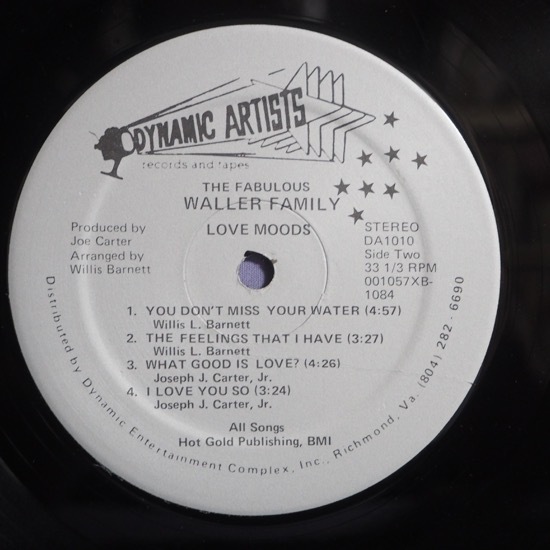 DYNAMIC ARTISTS
records and tapes
THE FABULOUS
WALLER FAMILY
LOVE MOODS
Produced by
Joe Carter
Arranged by
Willis Barnett
STEREO
DA1010
Side Two
33 1/3 RPM
001057XB-
1084
1. YOU DON'T MISS YOUR WATER (4:57)
Willis L. Barnett
2. THE FEELINGS THAT I HAVE (3:27)
Willis L. Barnett
3. WHAT GOOD IS LOVE? (4:26)
Joseph J. Carter, Jr.
4. I LOVE YOU SO (3:24)
Joseph J. Carter, Jr.
All Songs
Hot Gold Publishing, BMI
Distributed by Dynamic Entertainment Complex, Inc., Richmond, Va. (804) 282-6690